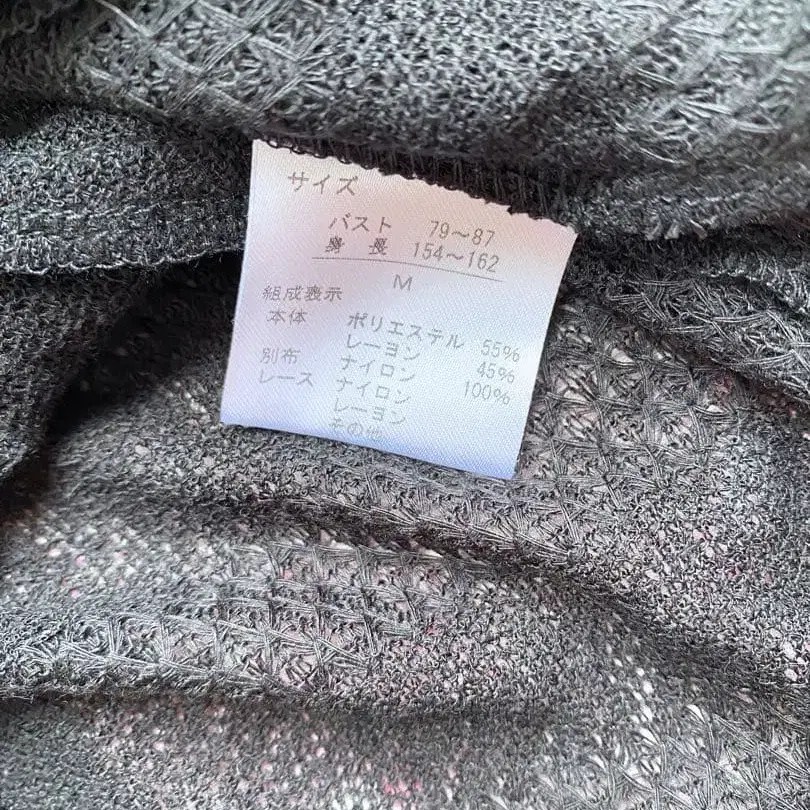 サイズ
バスト 79～87
身長 154～162
M
組成表示
本体 ポリエステル 55%
レーヨン 45%
別布 ナイロン 100%
レース ナイロン
レーヨン
その他